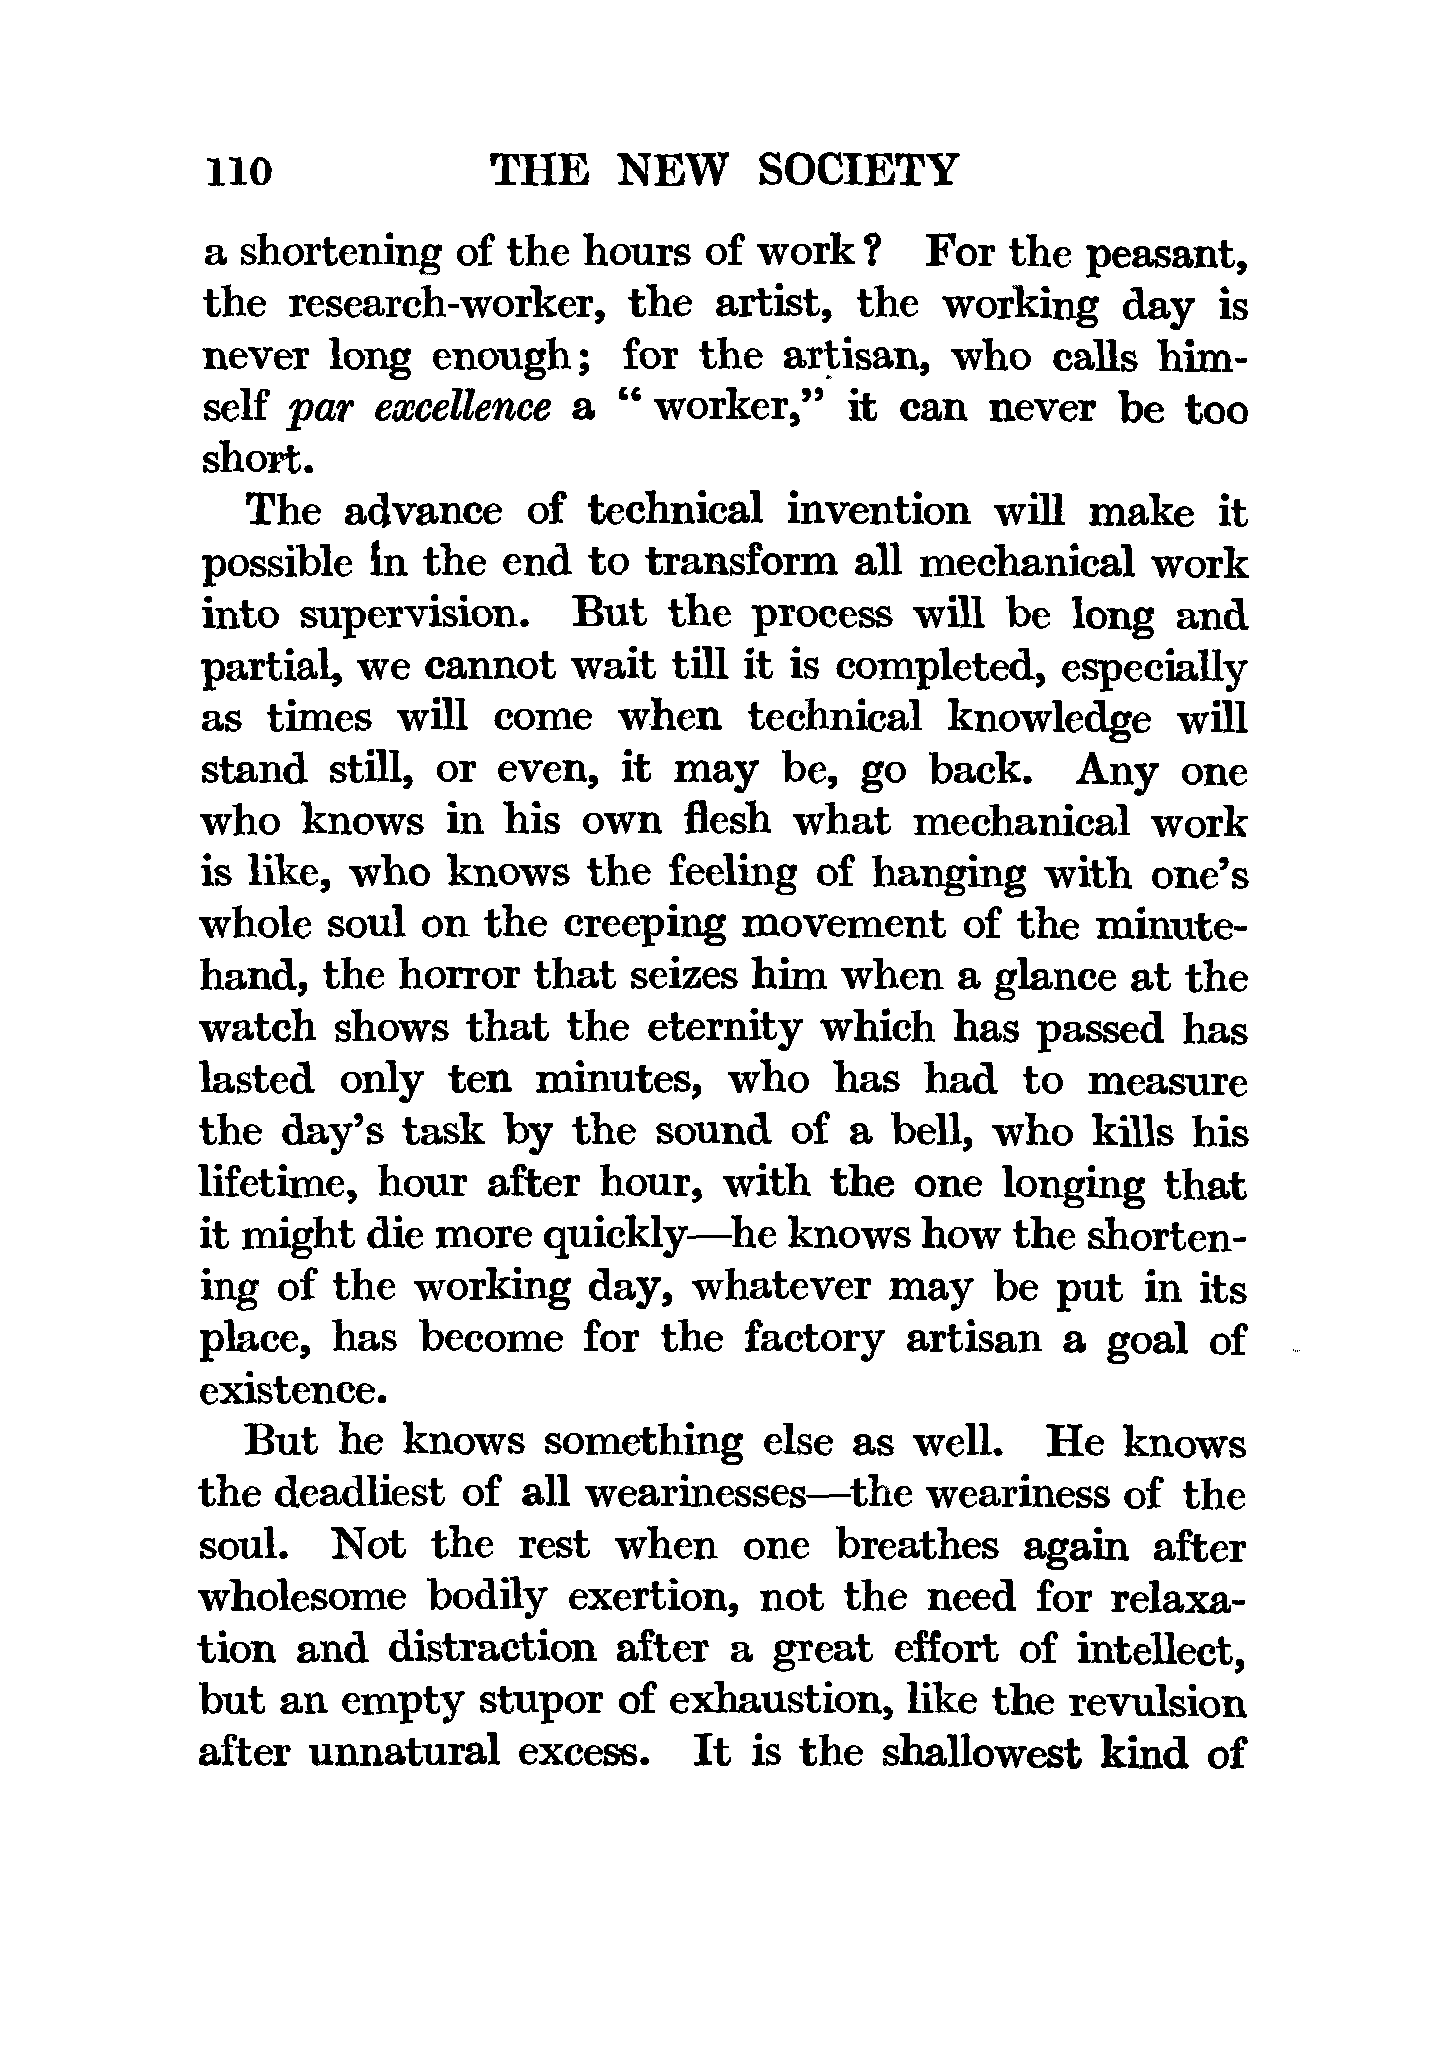 110 THE NEW SOCIETY
a shortening of the hours of work? For the peasant,
the research-worker, the artist, the working day is
never long enough; for the artisan, who calls him-
self par excellence a “ worker,” it can never be too
short.
The advance of technical invention will make it
possible in the end to transform all mechanical work
into supervision. But the process will be long and
partial, we cannot wait till it is completed, especially
as times will come when technical knowledge will
stand still, or even, it may be, go back. Any one
who knows in his own flesh what mechanical work
is like, who knows the feeling of hanging with one’s
whole soul on the creeping movement of the minute-
hand, the horror that seizes him when a glance at the
watch shows that the eternity which has passed has
lasted only ten minutes, who has had to measure
the day’s task by the sound of a bell, who kills his
lifetime, hour after hour, with the one longing that
it might die more quickly—he knows how the shorten-
ing of the working day, whatever may be put in its
place, has become for the factory artisan a goal of
existence.
But he knows something else as well. He knows
the deadliest of all wearinesses—the weariness of the
soul. Not the rest when one breathes again after
wholesome bodily exertion, not the need for relaxa-
tion and distraction after a great effort of intellect,
but an empty stupor of exhaustion, like the revulsion
after unnatural excess. It is the shallowest kind of